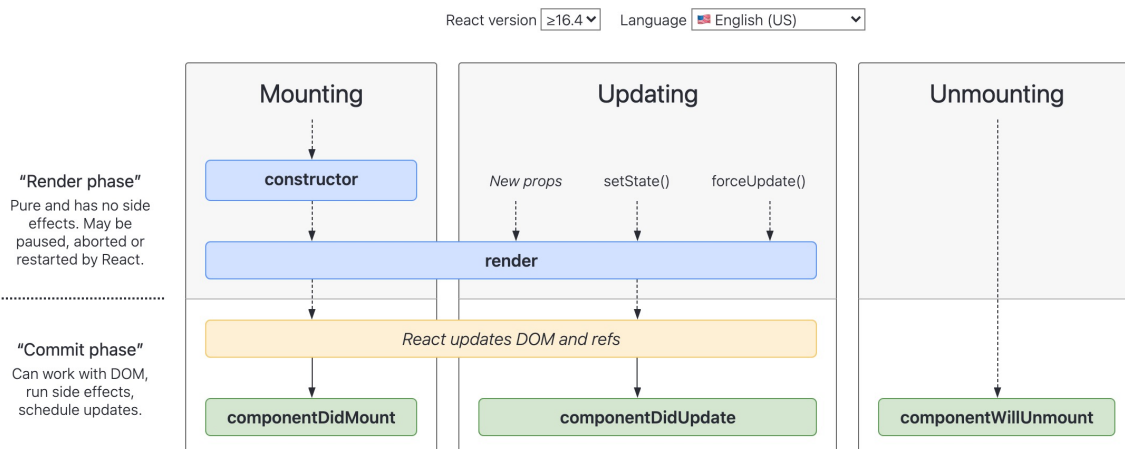 React version ≥16.4 Language 🇺🇸 English (US)
Mounting
Updating
Unmounting
“Render phase”
Pure and has no side
effects. May be
paused, aborted or
restarted by React.
constructor
New props
setState()
forceUpdate()
render
“Commit phase”
Can work with DOM,
run side effects,
schedule updates.
React updates DOM and refs
componentDidMount
componentDidUpdate
componentWillUnmount